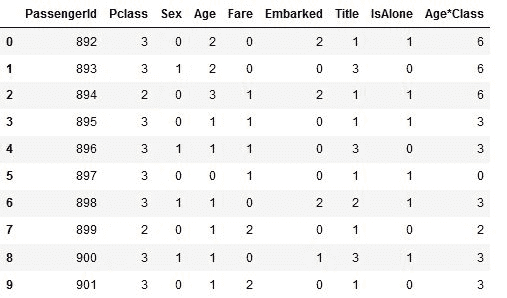 PassengerId Pclass Sex Age Fare Embarked Title IsAlone Age*Class
0 892 3 0 2 0 2 1 1 6
1 893 3 1 2 0 0 3 0 6
2 894 2 0 3 1 2 1 1 6
3 895 3 0 1 1 0 1 1 3
4 896 3 1 1 1 0 3 0 3
5 897 3 0 0 1 0 1 1 0
6 898 3 1 1 0 2 2 1 3
7 899 2 0 1 2 0 1 0 2
8 900 3 1 1 0 1 3 1 3
9 901 3 0 1 2 0 1 0 3